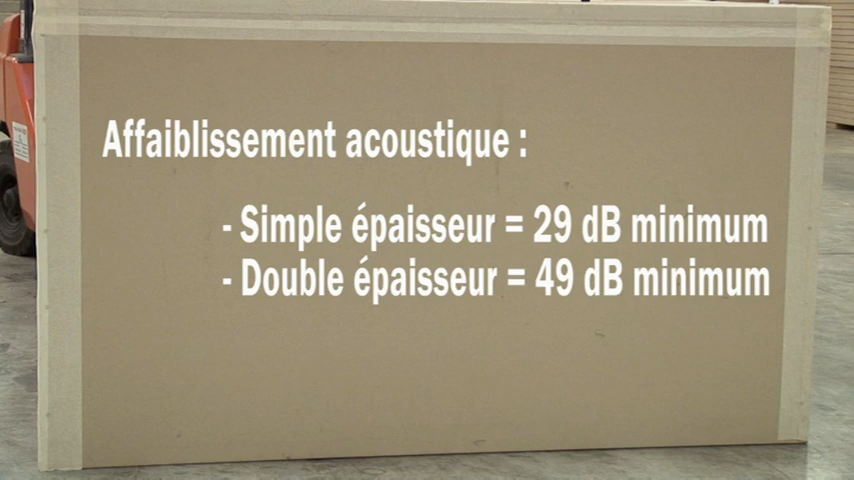 Affaiblissement acoustique :
- Simple épaisseur = 29 dB minimum
- Double épaisseur = 49 dB minimum